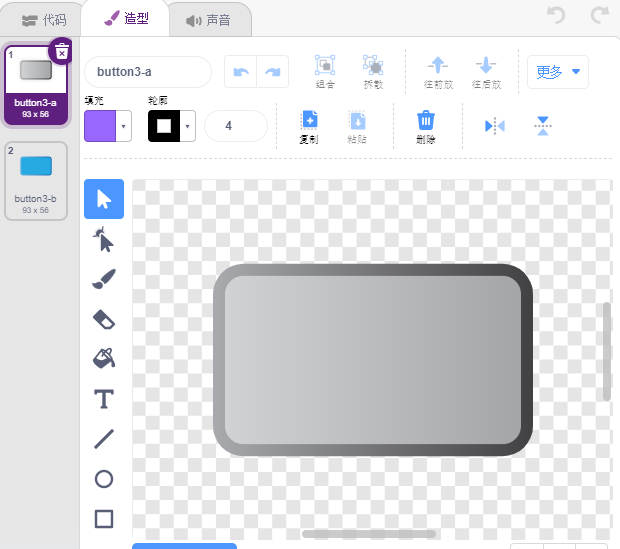 代码
造型
声音
1
button3-a
93 x 56
2
button3-b
93 x 56
button3-a
组合
拆散
往前放
往后放
更多
填充
轮廓
4
复制
粘贴
删除
T